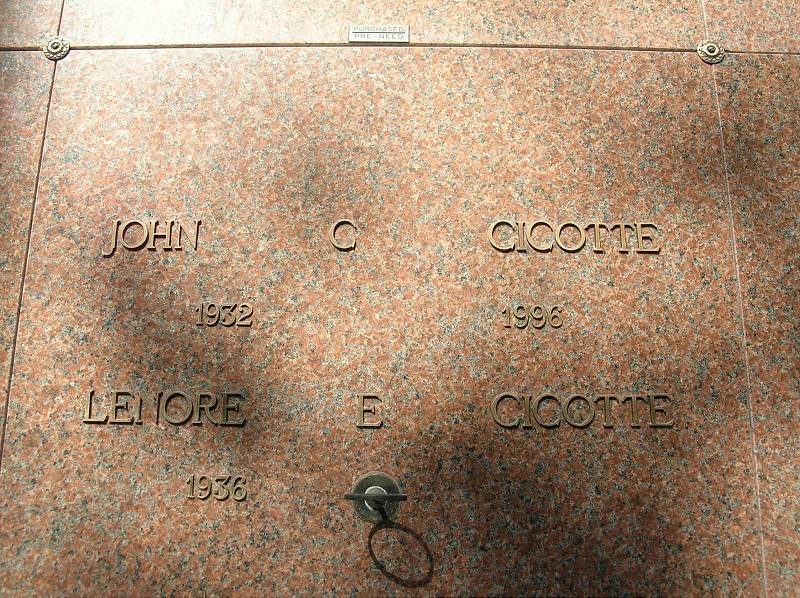 PURCHASED
PRE-NEED
JOHN C CICOTTE
1932 1996
LENORE E CICOTTE
1936